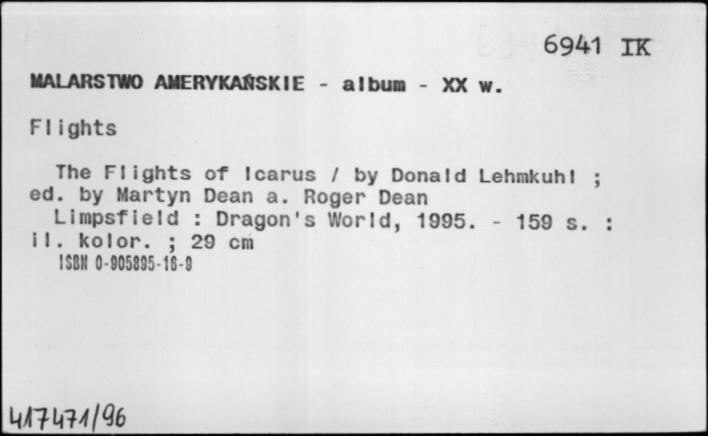 6941 IK
MALARSTWO AMERYKAŃSKIE - album - XX w.
Flights
The Flights of Icarus / by Donald Lehmkuhl ;
ed. by Martyn Dean a. Roger Dean
Limpsfield : Dragon's World, 1995. - 159 s. :
il. kolor. ; 29 cm
ISBN 0-905895-16-9
417471/96